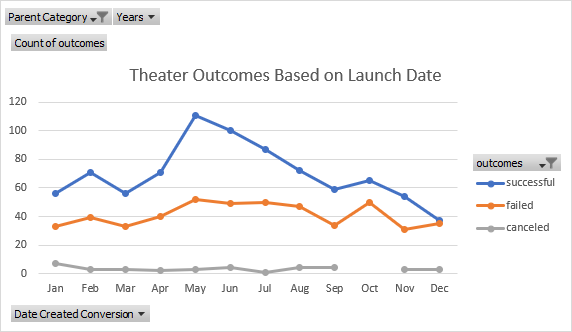 Parent Category Years
Count of outcomes
Theater Outcomes Based on Launch Date
120
100
80
60
40
20
0
Jan Feb Mar Apr May Jun Jul Aug Sep Oct Nov Dec
outcomes
successful
failed
canceled
Date Created Conversion